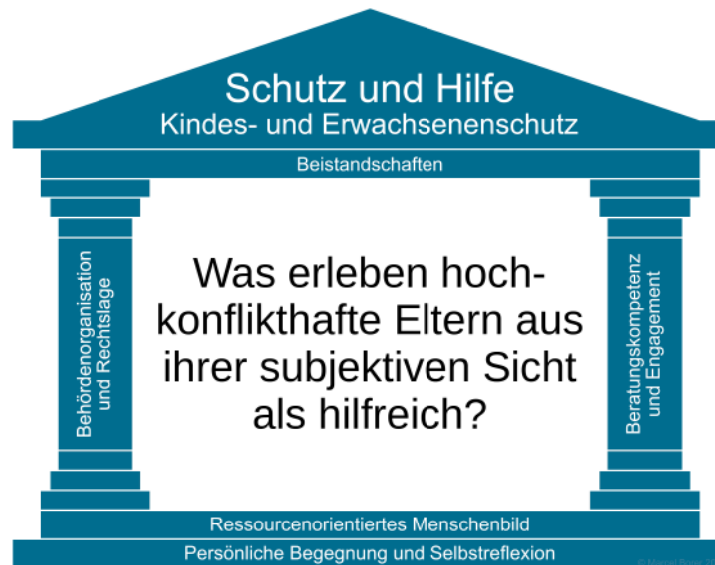 Schutz und Hilfe
Kindes- und Erwachsenenschutz
Beistandschaften
Behördenorganisation
und Rechtslage
Was erleben hoch-
konflikthafte Eltern aus
ihrer subjektiven Sicht
als hilfreich?
Beratungskompetenz
und Engagement
Ressourcenorientiertes Menschenbild
Persönliche Begegnung und Selbstreflexion